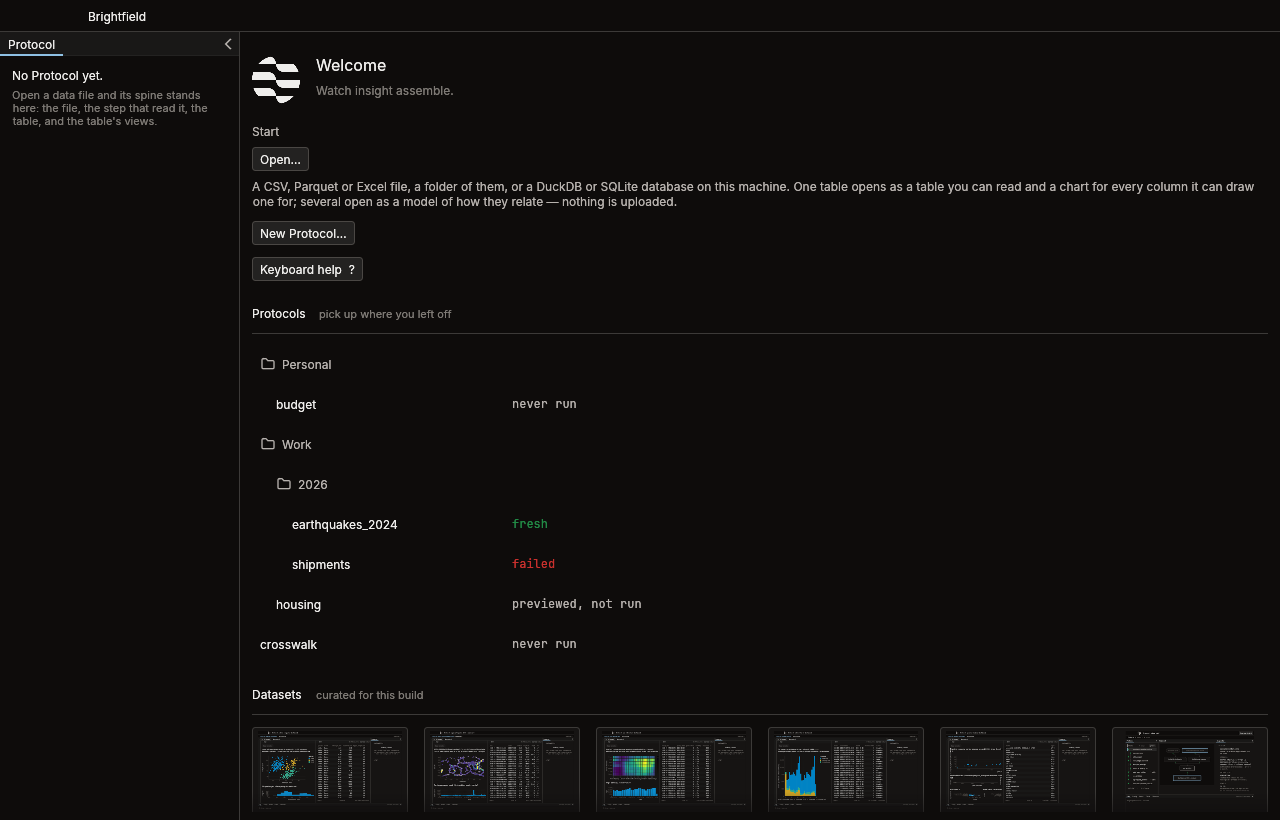 Brightfield
Protocol
No Protocol yet.
Open a data file and its spine stands
here: the file, the step that read it, the
table, and the table's views.
Welcome
Watch insight assemble.
Start
Open...
A CSV, Parquet or Excel file, a folder of them, or a DuckDB or SQLite database on this machine. One table opens as a table you can read and a chart for every column it can draw
one for; several open as a model of how they relate — nothing is uploaded.
New Protocol...
Keyboard help ?
Protocols pick up where you left off
Personal
budget never run
Work
2026
earthquakes_2024 fresh
shipments failed
housing previewed, not run
crosswalk never run
Datasets curated for this build